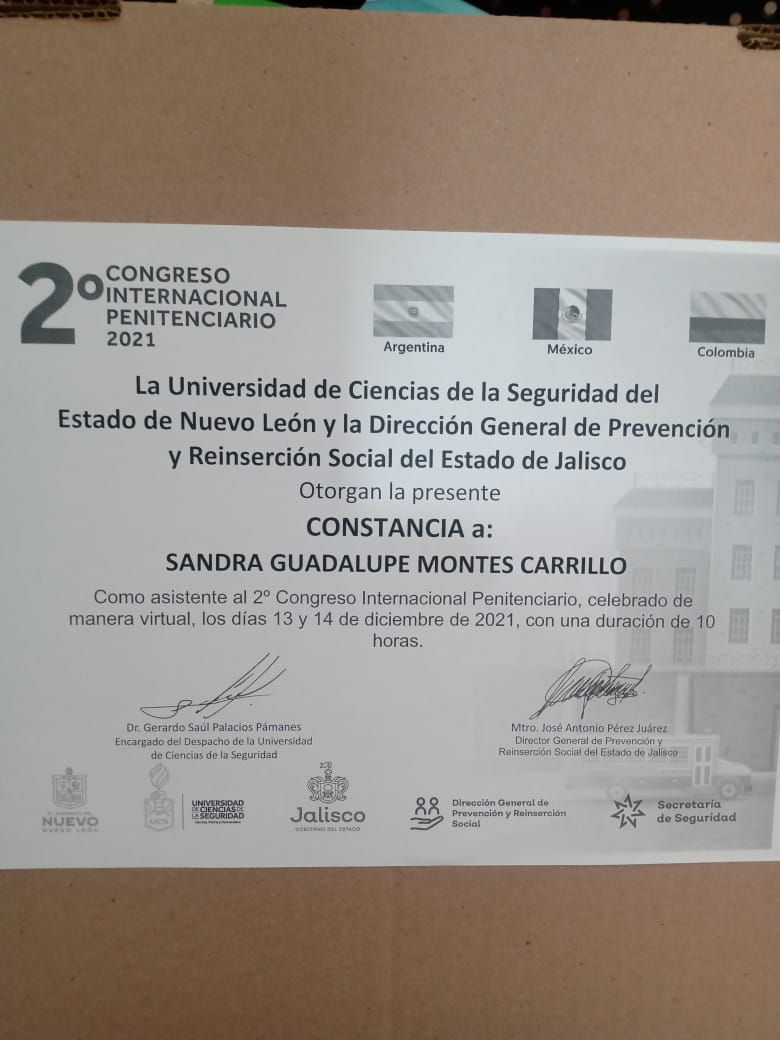 2º CONGRESO
INTERNACIONAL
PENITENCIARIO
2021
Argentina
México
Colombia
La Universidad de Ciencias de la Seguridad del
Estado de Nuevo León y la Dirección General de Prevención
y Reinserción Social del Estado de Jalisco
Otorgan la presente
CONSTANCIA a:
SANDRA GUADALUPE MONTES CARRILLO
Como asistente al 2º Congreso Internacional Penitenciario, celebrado de
manera virtual, los días 13 y 14 de diciembre de 2021, con una duración de 10
horas.
Dr. Gerardo Saúl Palacios Pámanes
Encargado del Despacho de la Universidad
de Ciencias de la Seguridad
Mtro. José Antonio Pérez Juárez
Director General de Prevención y
Reinserción Social del Estado de Jalisco
NUEVO
NUEVO LEÓN
UCS
UNIVERSIDAD
DE CIENCIAS DE
LA SEGURIDAD
Jalisco
GOBIERNO DEL ESTADO
Dirección General de
Prevención y Reinserción
Social
Secretaría
de Seguridad